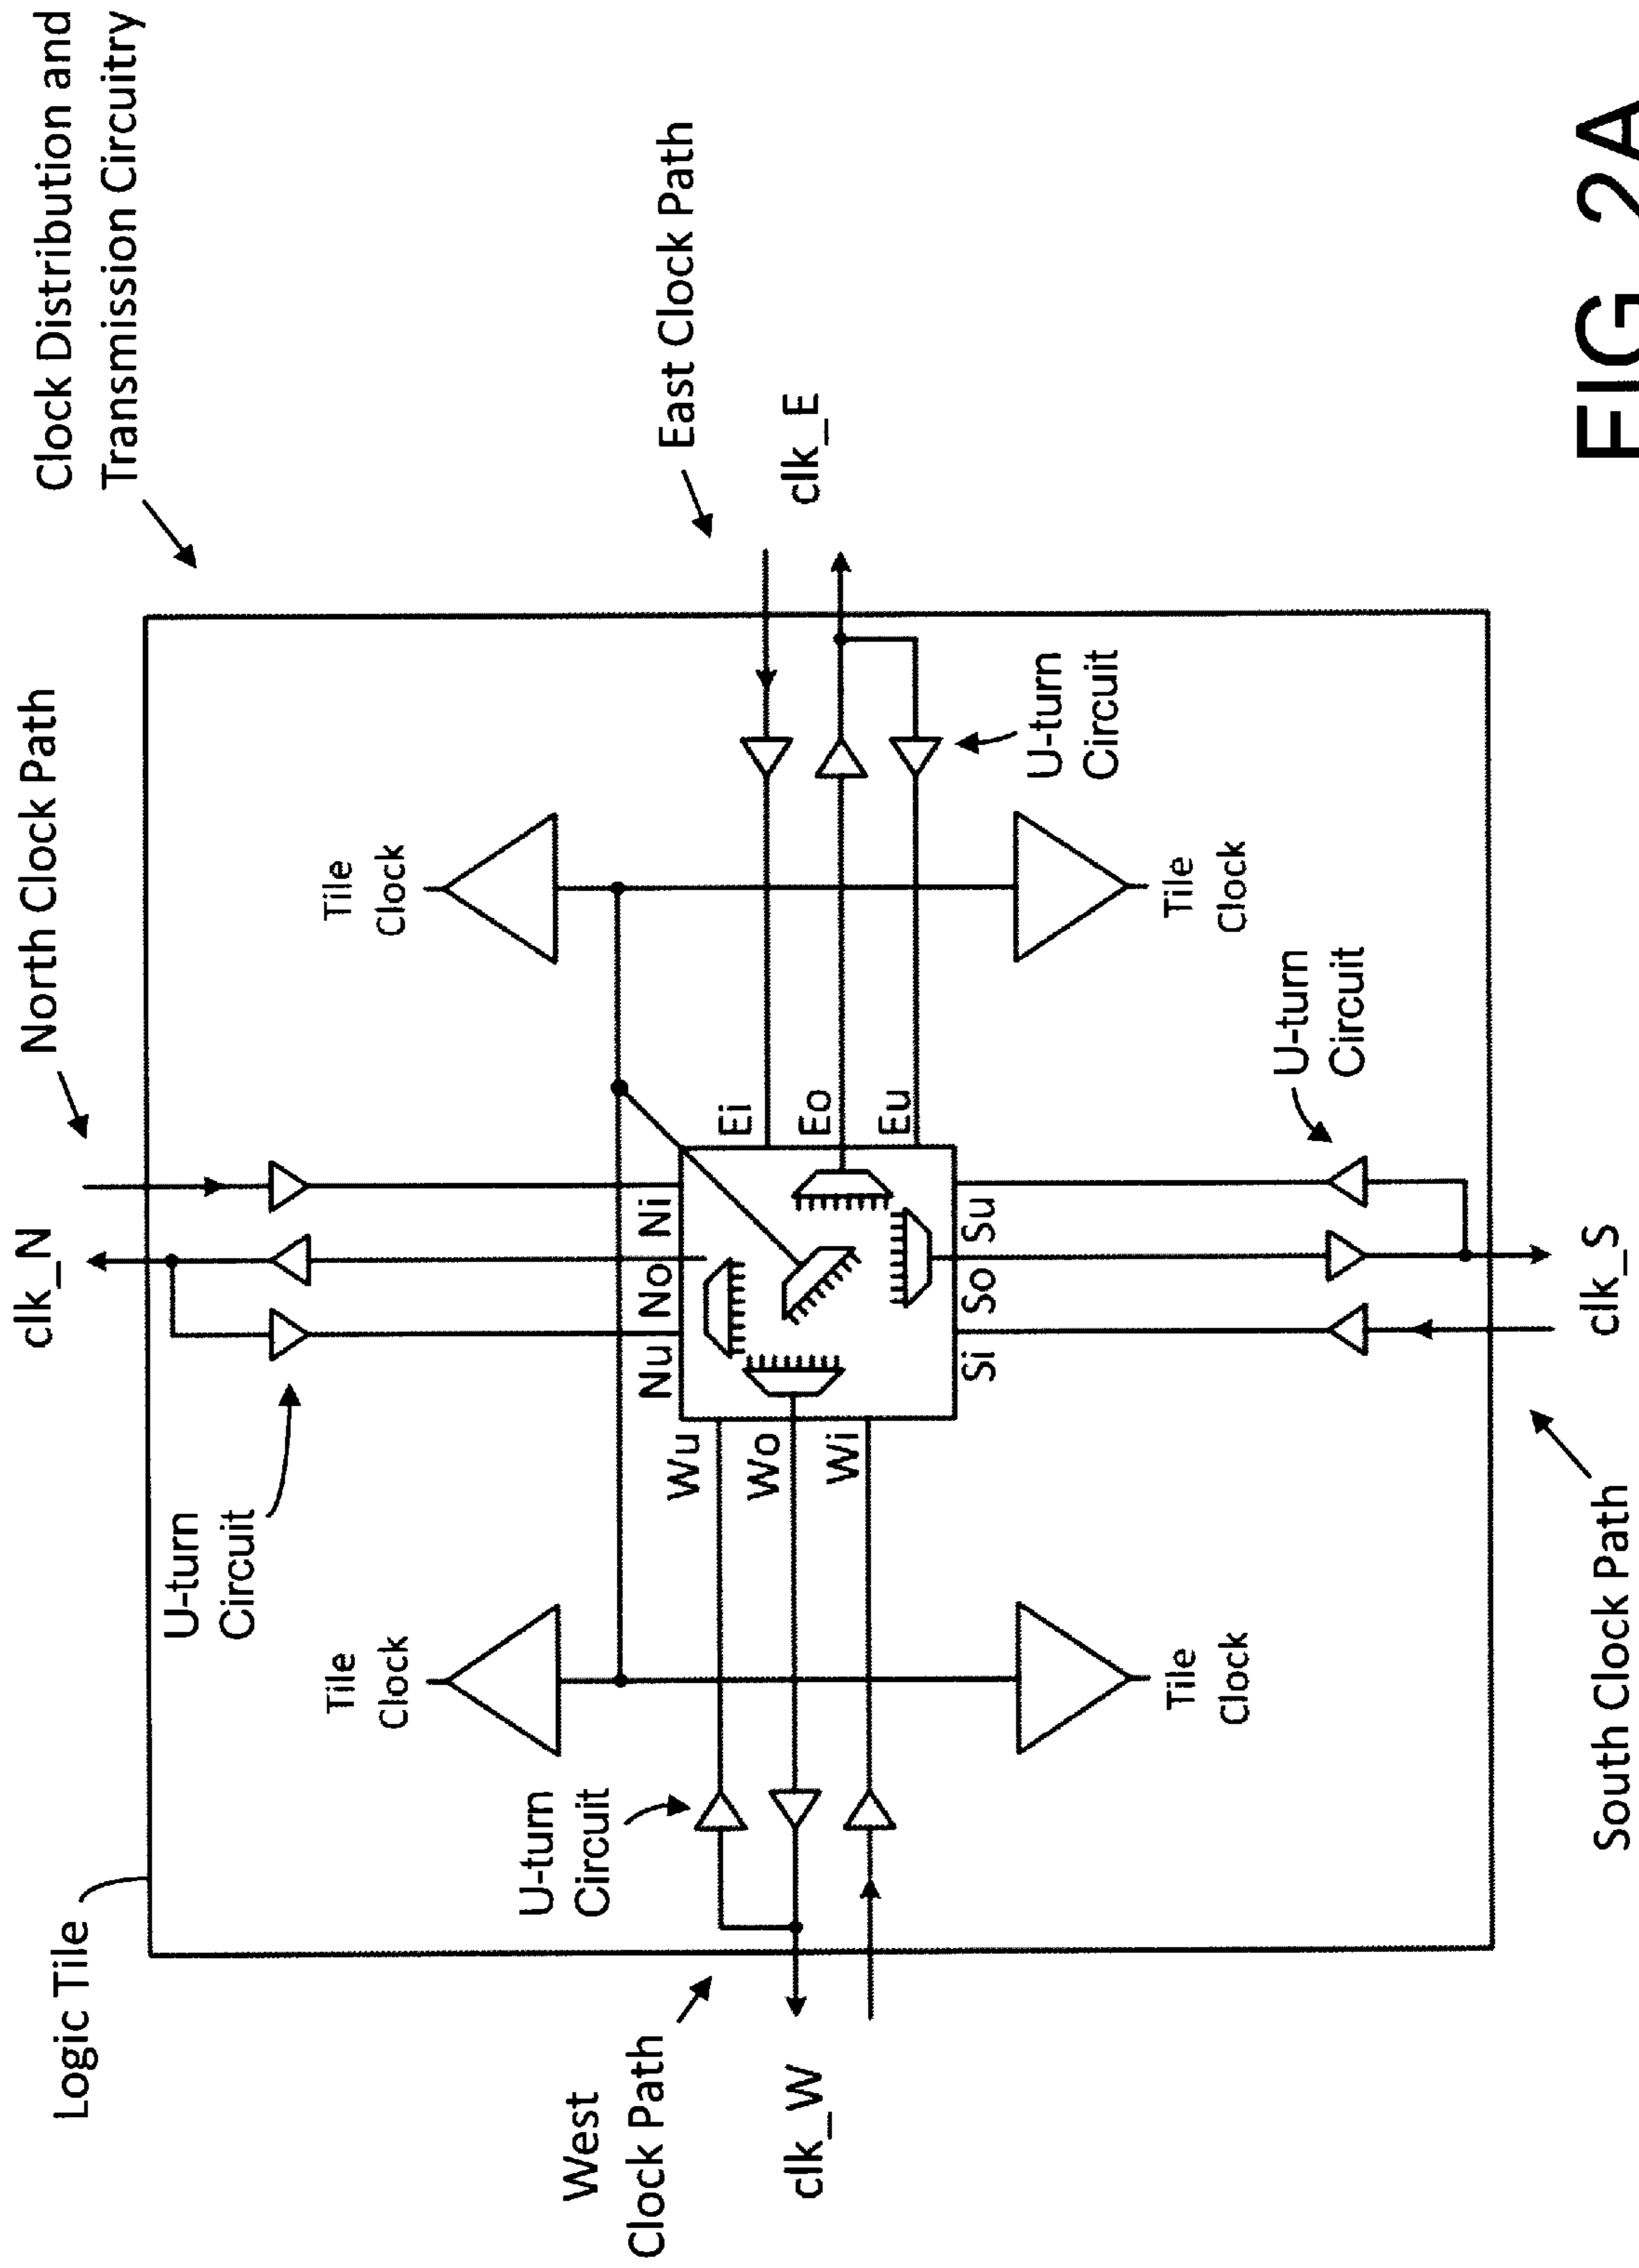 Clock Distribution and
Transmission Circuitry
Logic Tile
North Clock Path
clk_N
U-turn
Circuit
Tile
Clock
Tile
Clock
West
Clock Path
clk_W
East Clock Path
clk_E
U-turn
Circuit
Nu
No
Ni
Wu
Wo
Wi
Ei
Eo
Eu
Si
So
Su
U-turn
Circuit
Tile
Clock
Tile
Clock
U-turn
Circuit
clk_S
South Clock Path
FIG 2A